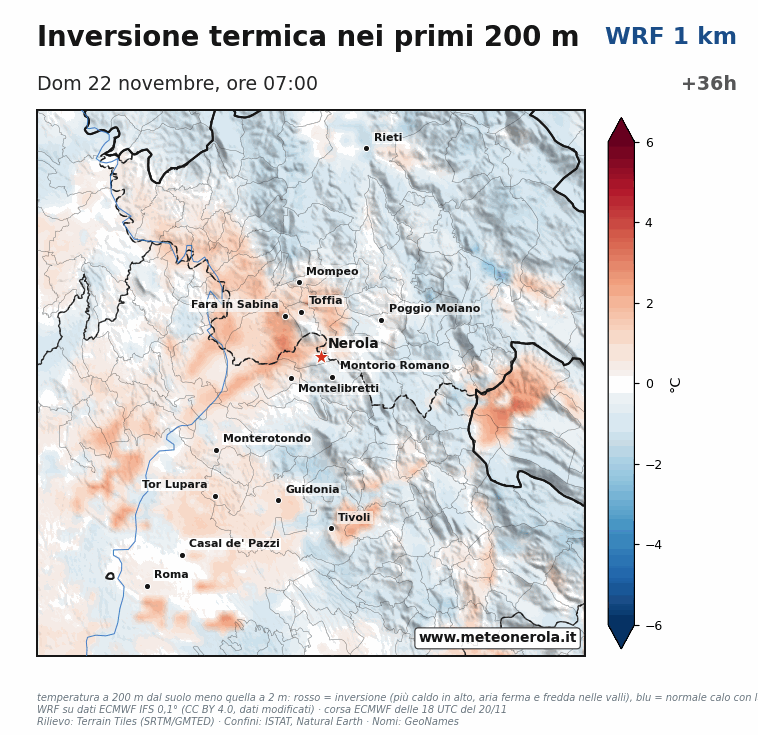 Inversione termica nei primi 200 m WRF 1 km
Dom 22 novembre, ore 07:00 +36h
Rieti
Mompeo
Fara in Sabina
Toffia
Poggio Moiano
Nerola
Montorio Romano
Montelibretti
Monterotondo
Tor Lupara
Guidonia
Tivoli
Casal de' Pazzi
Roma
www.meteonerola.it
6
4
2
0
−2
−4
−6
°C
temperatura a 200 m dal suolo meno quella a 2 m: rosso = inversione (più caldo in alto, aria ferma e fredda nelle valli), blu = normale calo con l
WRF su dati ECMWF IFS 0,1° (CC BY 4.0, dati modificati) · corsa ECMWF delle 18 UTC del 20/11
Rilievo: Terrain Tiles (SRTM/GMTED) · Confini: ISTAT, Natural Earth · Nomi: GeoNames